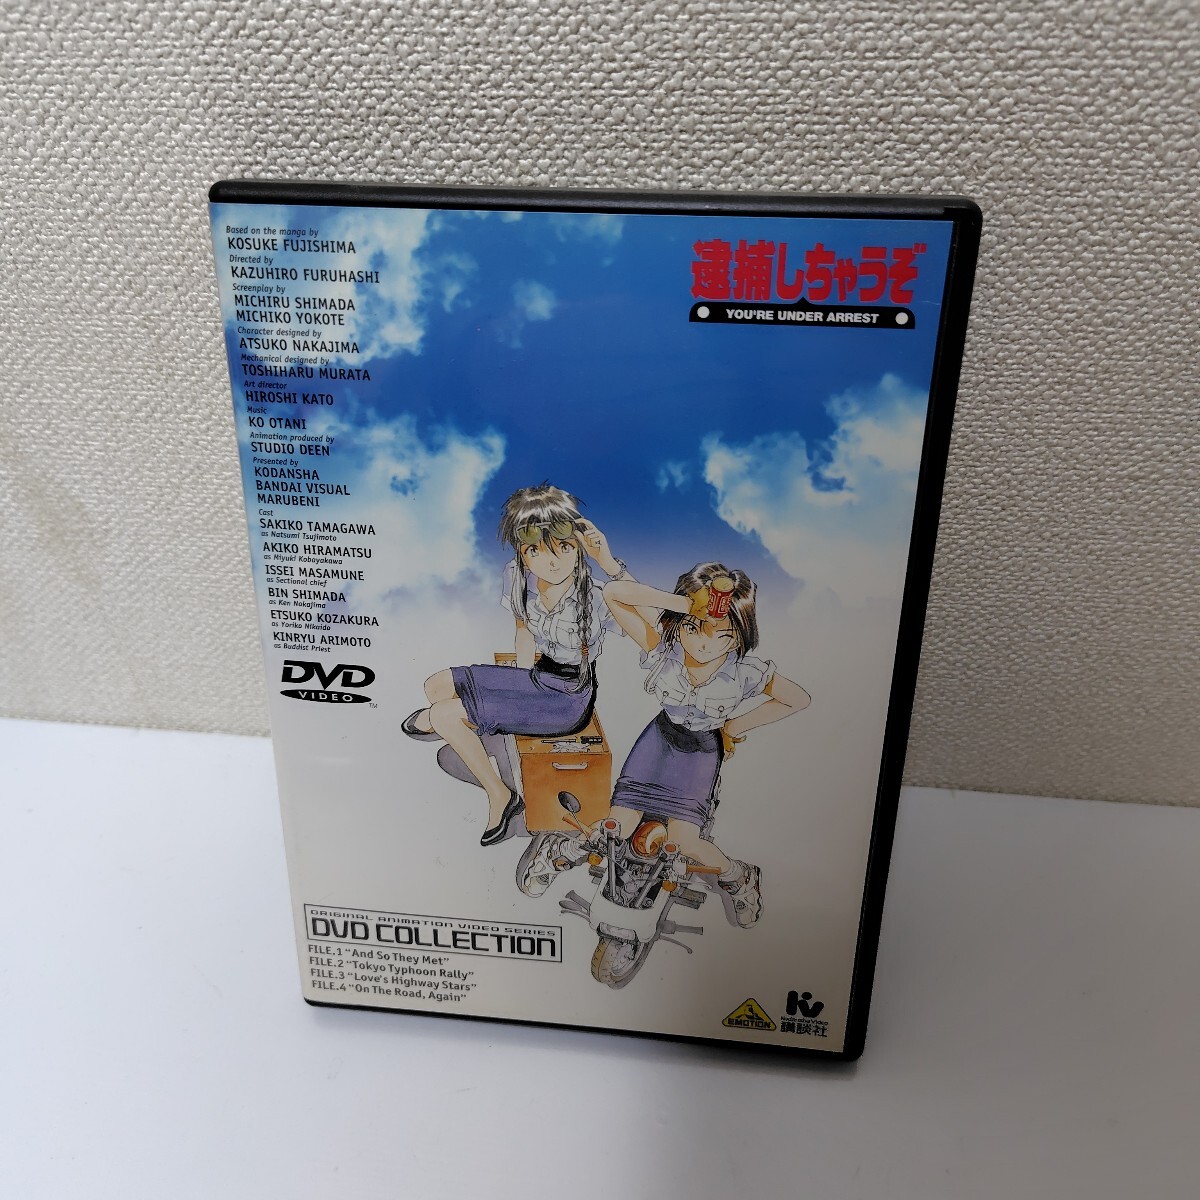 Based on the manga by
KOSUKE FUJISHIMA
Directed by
KAZUHIRO FURUHASHI
Screenplay by
MICHIRU SHIMADA
MICHIKO YOKOTE
Character designed by
ATSUKO NAKAJIMA
Mechanical designed by
TOSHIHARU MURATA
Art director
HIROSHI KATO
Music
KO OTANI
Animation produced by
STUDIO DEEN
Presented by
KODANSHA
BANDAI VISUAL
MARUBENI
Cast
SAKIKO TAMAGAWA
as Natsumi Tsujimoto
AKIKO HIRAMATSU
as Miyuki Kobayakawa
ISSEI MASAMUNE
as Sectional chief
BIN SHIMADA
as Ken Nakajima
ETSUKO KOZAKURA
as Yoriko Nikaido
KINRYU ARIMOTO
as Buddist Priest
DVD
VIDEO
TM
逮捕しちゃうぞ
YOU'RE UNDER ARREST
ORIGINAL ANIMATION VIDEO SERIES
DVD COLLECTION
FILE.1 "And So They Met"
FILE.2 "Tokyo Typhoon Rally"
FILE.3 "Love's Highway Stars"
FILE.4 "On The Road, Again"
EMOTION
Kodansha Video
講談社